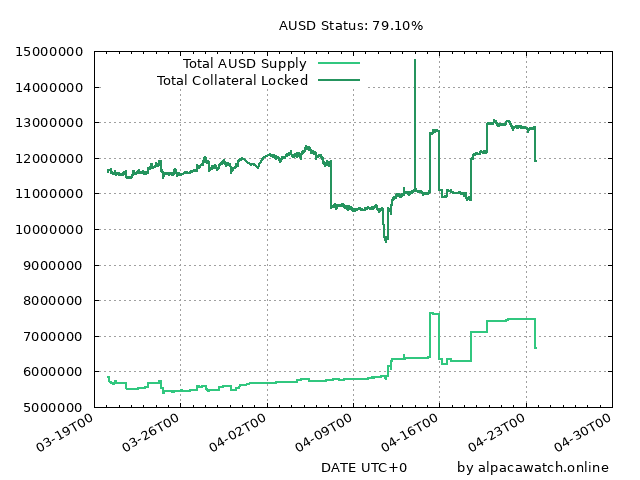 AUSD Status: 79.10%
15000000
14000000
13000000
12000000
11000000
10000000
9000000
8000000
7000000
6000000
5000000
Total AUSD Supply
Total Collateral Locked
03-19T00
03-26T00
04-02T00
04-09T00
04-16T00
04-23T00
04-30T00
DATE UTC+0
by alpacawatch.online